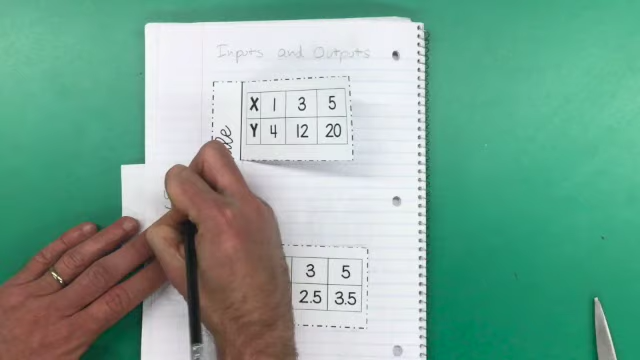 Inputs and Outputs
X 1 3 5
Y 4 12 20
3 5
2.5 3.5